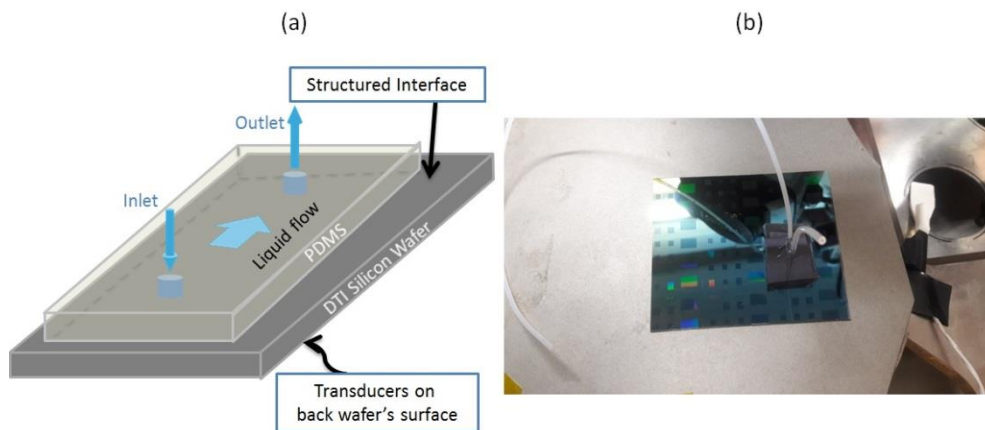 (a)
(b)
Structured Interface
Outlet
Inlet
Liquid flow
PDMS
DTI Silicon Wafer
Transducers on
back wafer's surface